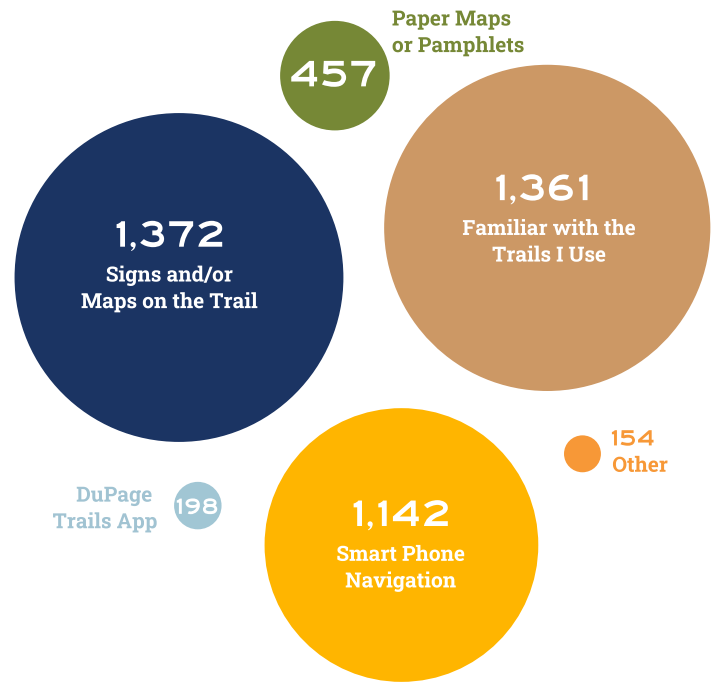 Paper Maps
or Pamphlets
457
1,361
Familiar with the
Trails I Use
1,372
Signs and/or
Maps on the Trail
154
Other
DuPage
Trails App
198
1,142
Smart Phone
Navigation